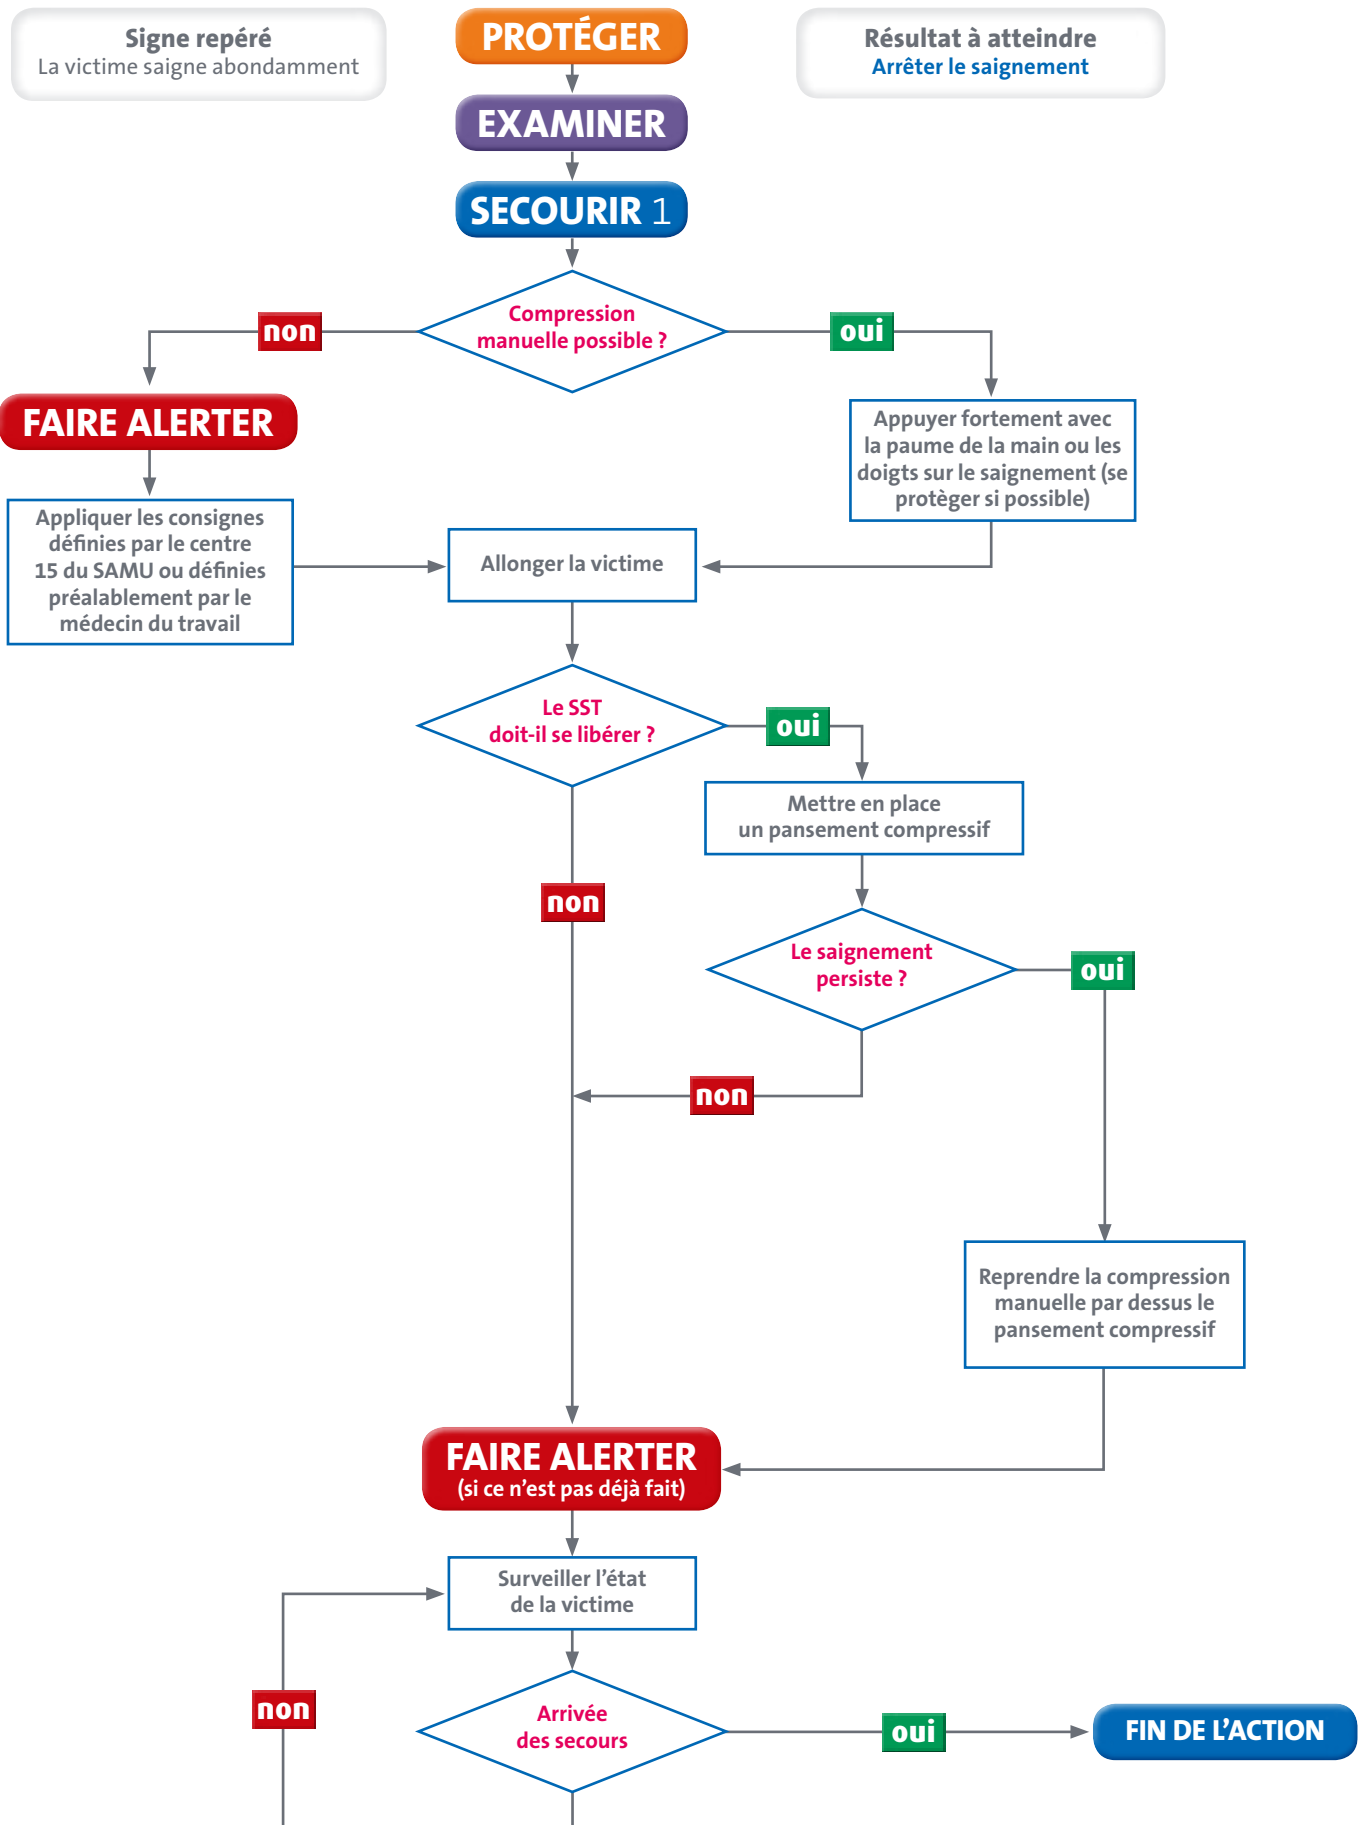 Signe repéré
La victime saigne abondamment
PROTÉGER
Résultat à atteindre
Arrêter le saignement
EXAMINER
SECOURIR 1
Compression
manuelle possible ?
non
oui
FAIRE ALERTER
Appuyer fortement avec
la paume de la main ou les
doigts sur le saignement (se
protèger si possible)
Appliquer les consignes
définies par le centre
15 du SAMU ou définies
préalablement par le
médecin du travail
Allonger la victime
Le SST
doit-il se libérer ?
oui
Mettre en place
un pansement compressif
non
Le saignement
persiste ?
oui
non
Reprendre la compression
manuelle par dessus le
pansement compressif
FAIRE ALERTER
(si ce n’est pas déjà fait)
Surveiller l’état
de la victime
non
Arrivée
des secours
oui
FIN DE L’ACTION